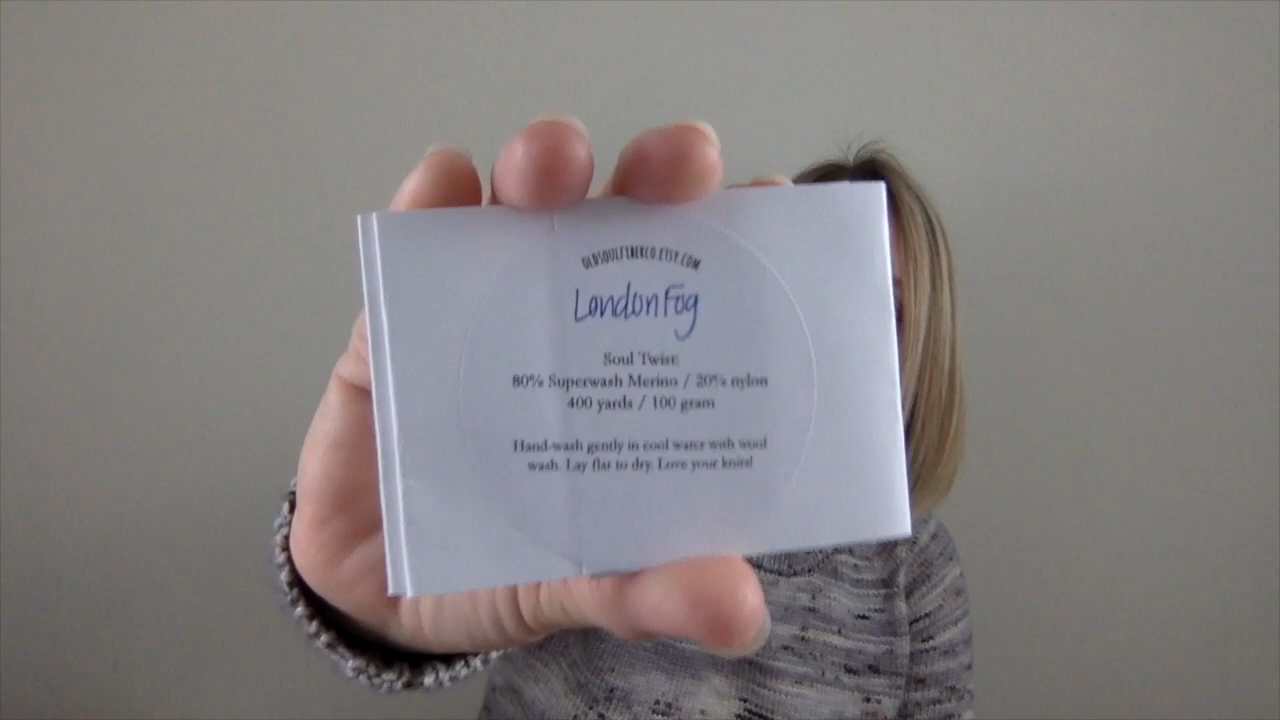 OLDSOULFIBERCO.ETSY.COM
London Fog
Soul Twist
80% Superwash Merino / 20% nylon
400 yards / 100 gram
Hand-wash gently in cool water with wool
wash. Lay flat to dry. Love your knits!